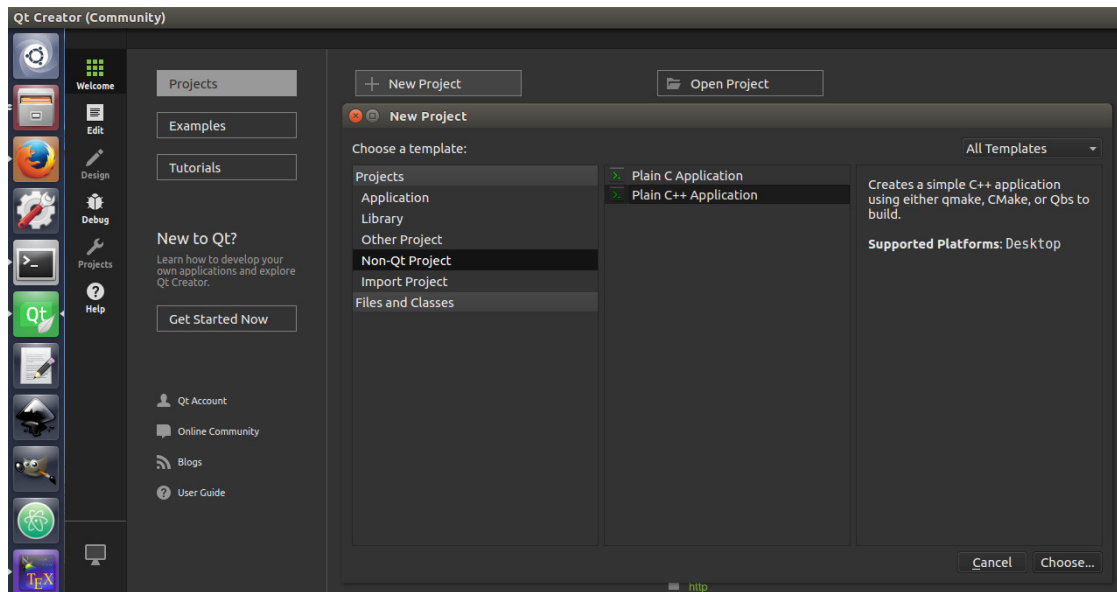 Qt Creator (Community)
Welcome
Edit
Design
Debug
Projects
Help
Projects
Examples
Tutorials
New to Qt?
Learn how to develop your
own applications and explore
Qt Creator.
Get Started Now
Qt Account
Online Community
Blogs
User Guide
New Project
Open Project
New Project
Choose a template:
All Templates
Projects
Application
Library
Other Project
Non-Qt Project
Import Project
Files and Classes
Plain C Application
Plain C++ Application
Creates a simple C++ application
using either qmake, CMake, or Qbs to
build.
Supported Platforms: Desktop
Cancel
Choose...
http
Qt
TEX